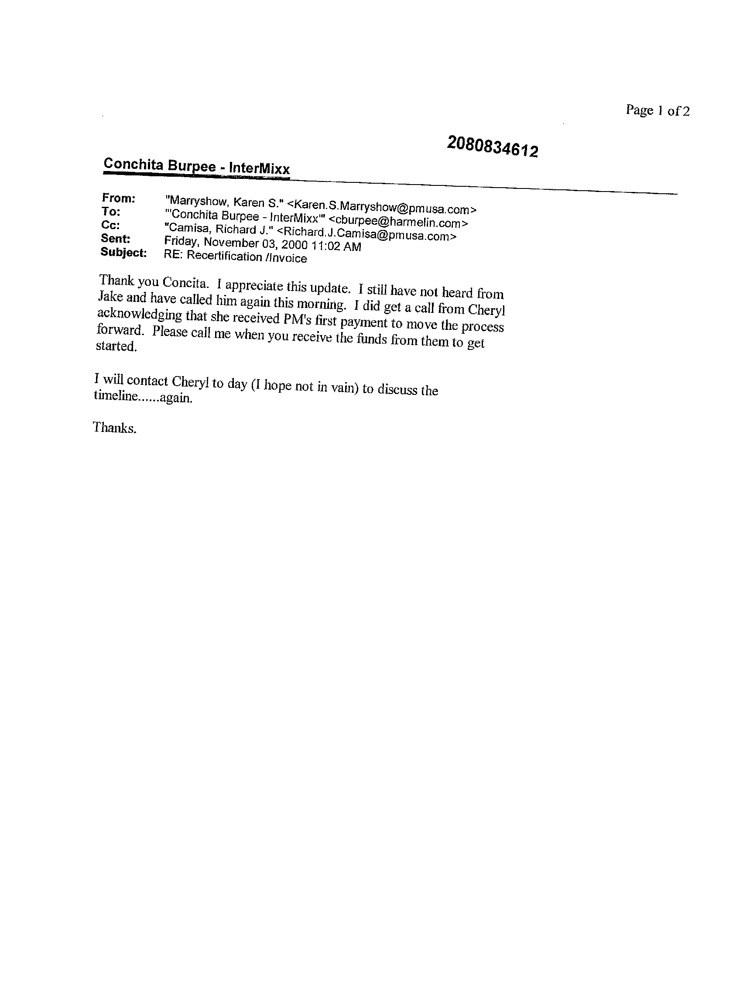 Page 1 of 2
2080834612
Conchita Burpee - InterMixx
From: "Marryshow, Karen S." <Karen.S.Marryshow@pmusa.com>
To: "'Conchita Burpee - InterMixx'" <cburpee@harmelin.com>
Cc: "Camisa, Richard J." <Richard.J.Camisa@pmusa.com>
Sent: Friday, November 03, 2000 11:02 AM
Subject: RE: Recertification /Invoice
Thank you Concita. I appreciate this update. I still have not heard from
Jake and have called him again this morning. I did get a call from Cheryl
acknowledging that she received PM's first payment to move the process
forward. Please call me when you receive the funds from them to get
started.
I will contact Cheryl to day (I hope not in vain) to discuss the
timeline......again.
Thanks.